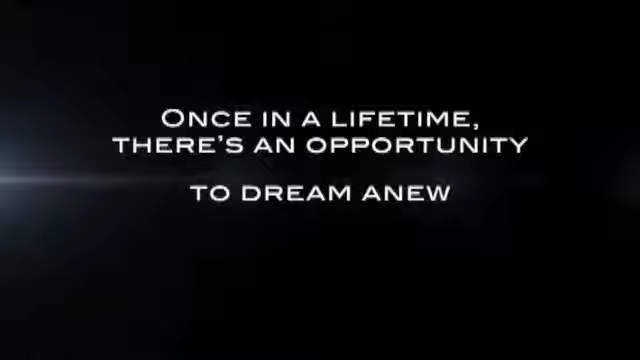 Once in a lifetime,
there's an opportunity
to dream anew